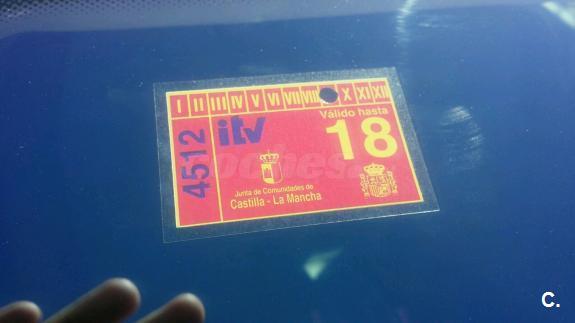 I II III IV V VI VII VIII X XI XII
4512
itv
Válido hasta
18
Junta de Comunidades de
Castilla - La Mancha
C.